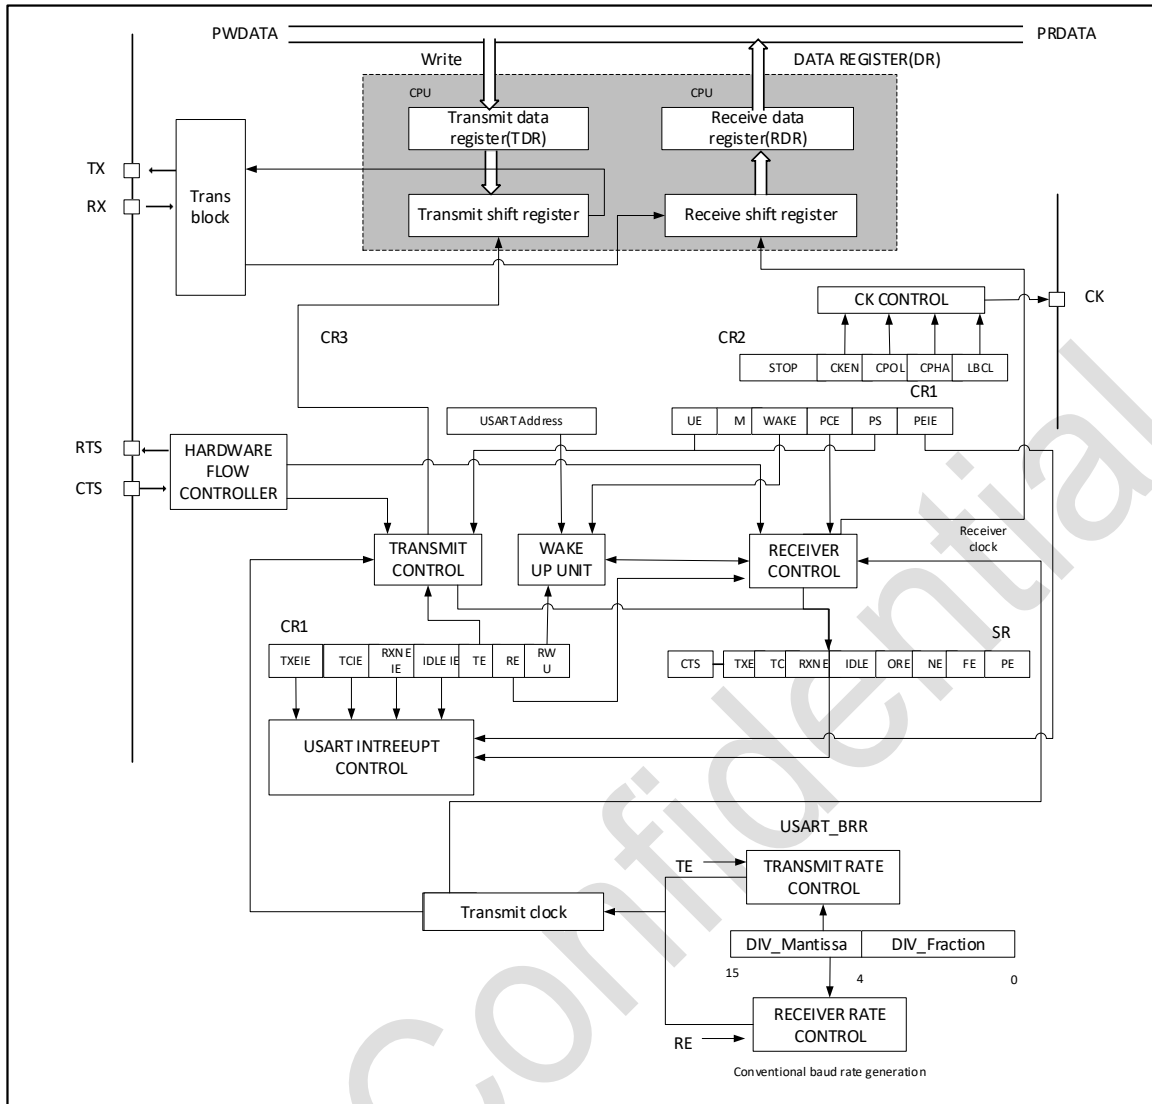 PWDATA
PRDATA
Write
DATA REGISTER(DR)
CPU
CPU
Transmit data
register(TDR)
Receive data
register(RDR)
TX
RX
Trans
block
Transmit shift register
Receive shift register
CK CONTROL
CK
CR3
CR2
STOP
CKEN
CPOL
CPHA
LBCL
CR1
USART Address
UE
M
WAKE
PCE
PS
PEIE
RTS
CTS
HARDWARE
FLOW
CONTROLLER
TRANSMIT
CONTROL
WAKE
UP UNIT
RECEIVER
CONTROL
Receiver
clock
CR1
SR
TXEIE
TCIE
RXNE
IE
IDLE IE
TE
RE
RW
U
CTS
TXE
TC
RXNE
IDLE
ORE
NE
FE
PE
USART INTREEUPT
CONTROL
USART_BRR
TE
TRANSMIT RATE
CONTROL
Transmit clock
DIV_Mantissa
DIV_Fraction
15
4
0
RECEIVER RATE
CONTROL
RE
Conventional baud rate generation
Confidential